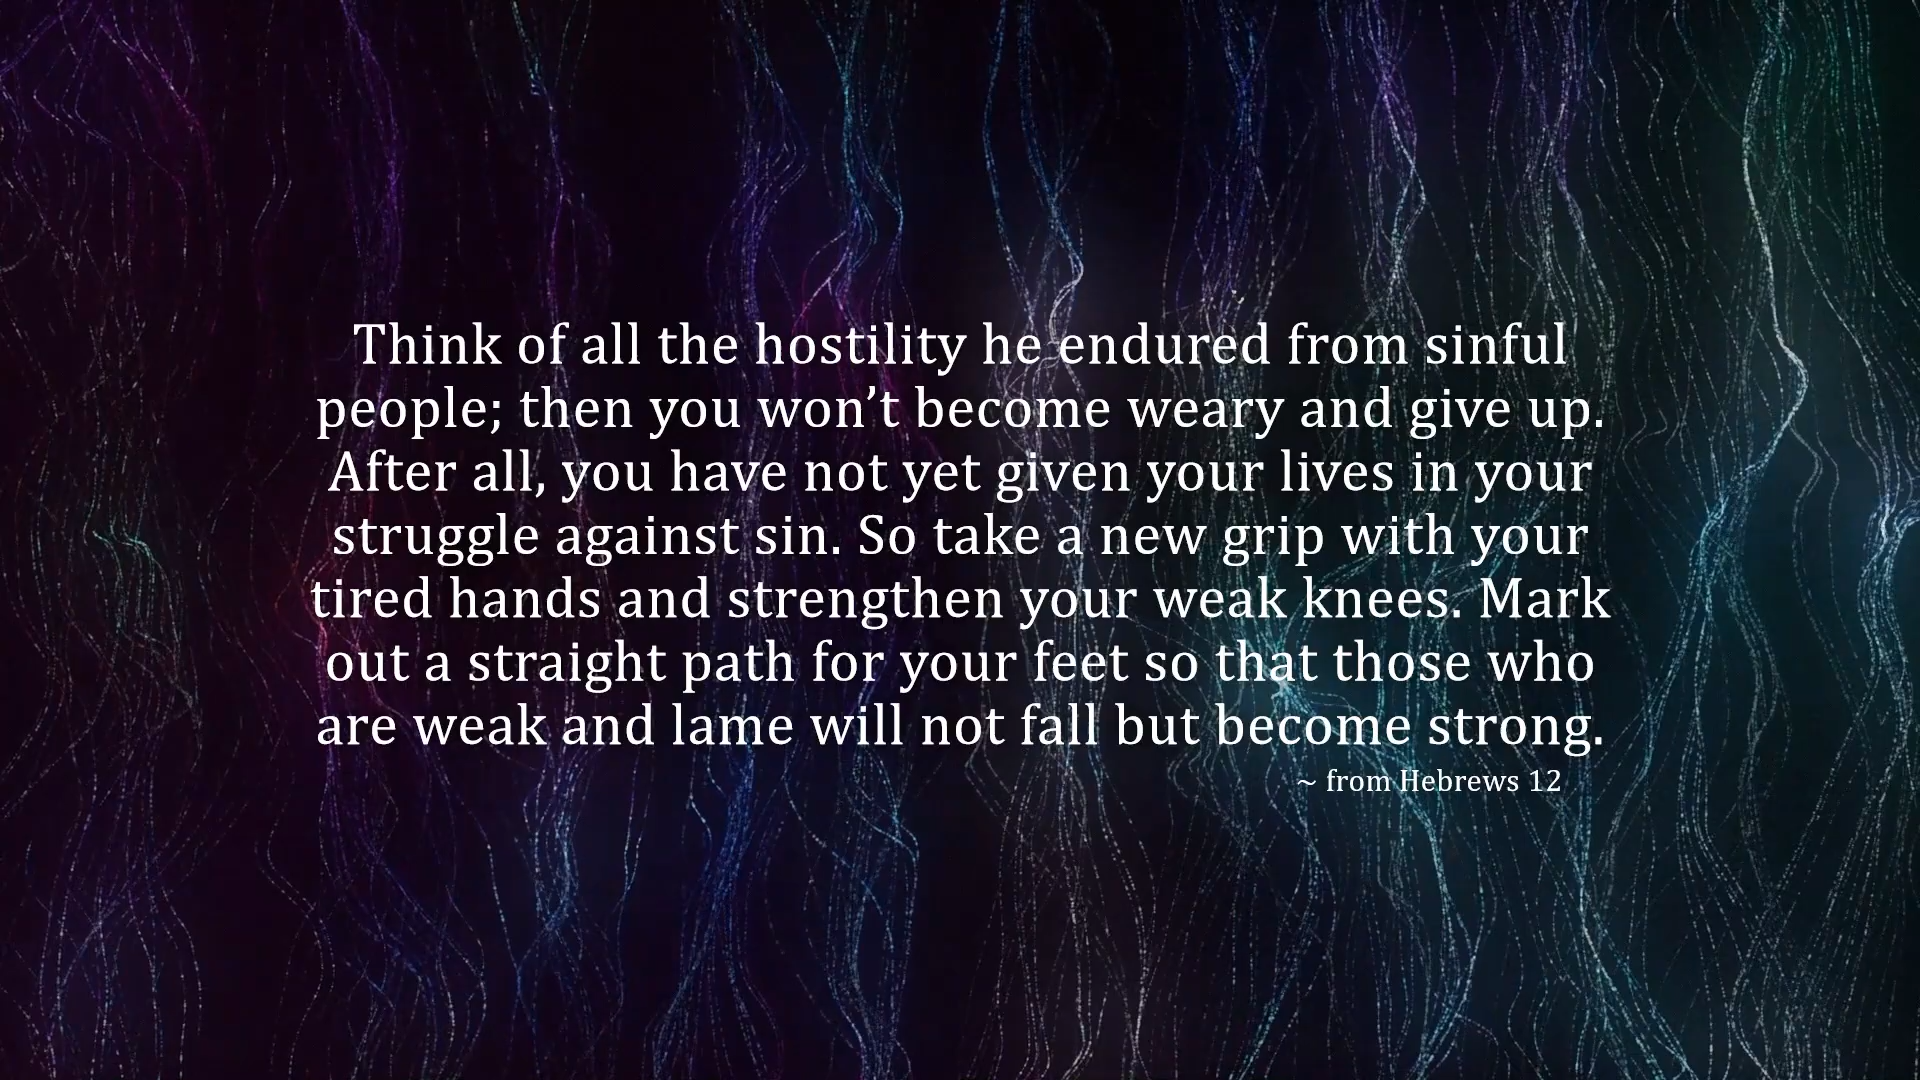 Think of all the hostility he endured from sinful
people; then you won’t become weary and give up.
After all, you have not yet given your lives in your
struggle against sin. So take a new grip with your
tired hands and strengthen your weak knees. Mark
out a straight path for your feet so that those who
are weak and lame will not fall but become strong.
~ from Hebrews 12